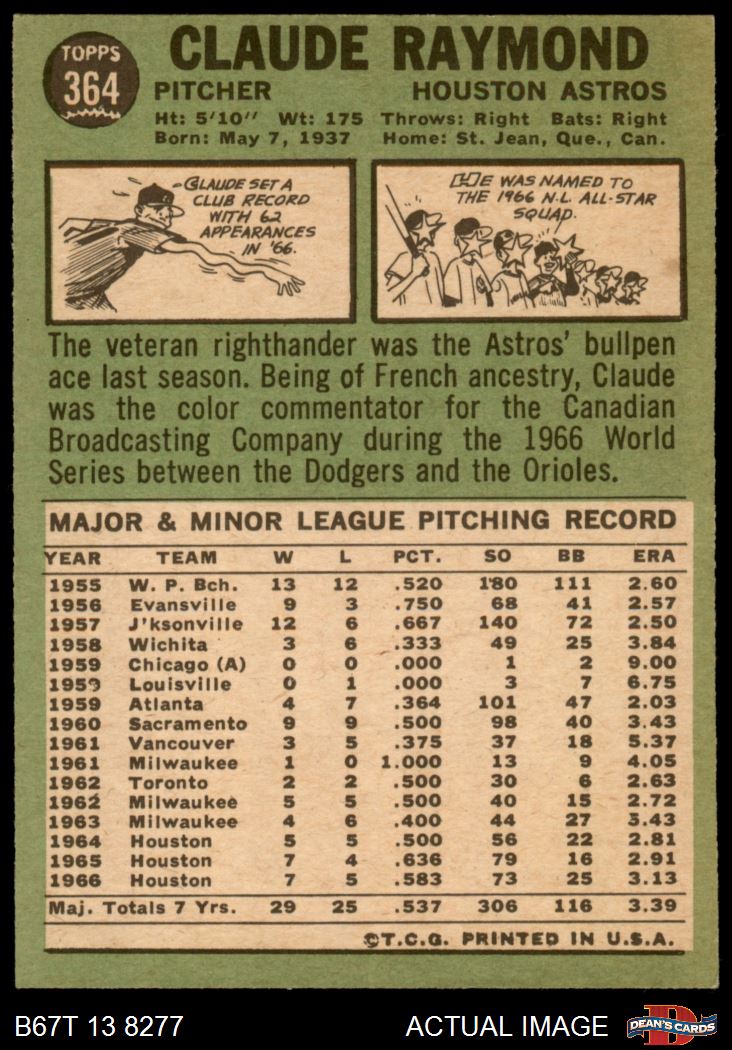 TOPPS
364
CLAUDE RAYMOND
PITCHER HOUSTON ASTROS
Ht: 5'10" Wt: 175 Throws: Right Bats: Right
Born: May 7, 1937 Home: St. Jean, Que., Can.
CLAUDE SET A
CLUB RECORD
WITH 62
APPEARANCES
IN '66.
HE WAS NAMED TO
THE 1966 N.L. ALL-STAR
SQUAD.
The veteran righthander was the Astros' bullpen
ace last season. Being of French ancestry, Claude
was the color commentator for the Canadian
Broadcasting Company during the 1966 World
Series between the Dodgers and the Orioles.
MAJOR & MINOR LEAGUE PITCHING RECORD
YEAR TEAM W L PCT. SO BB ERA
1955 W. P. Bch. 13 12 .520 180 111 2.60
1956 Evansville 9 3 .750 68 41 2.57
1957 J'ksonville 12 6 .667 140 72 2.50
1958 Wichita 3 6 .333 49 25 3.84
1959 Chicago (A) 0 0 .000 1 2 9.00
1959 Louisville 0 1 .000 3 7 6.75
1959 Atlanta 4 7 .364 101 47 2.03
1960 Sacramento 9 9 .500 98 40 3.43
1961 Vancouver 3 5 .375 37 18 5.37
1961 Milwaukee 1 0 1.000 13 9 4.05
1962 Toronto 2 2 .500 30 6 2.63
1962 Milwaukee 5 5 .500 40 15 2.72
1963 Milwaukee 4 6 .400 44 27 5.43
1964 Houston 5 5 .500 56 22 2.81
1965 Houston 7 4 .636 79 16 2.91
1966 Houston 7 5 .583 73 25 3.13
Maj. Totals 7 Yrs. 29 25 .537 306 116 3.39
©T.C.G. PRINTED IN U.S.A.
B67T 13 8277 ACTUAL IMAGE
DEAN'S CARDS